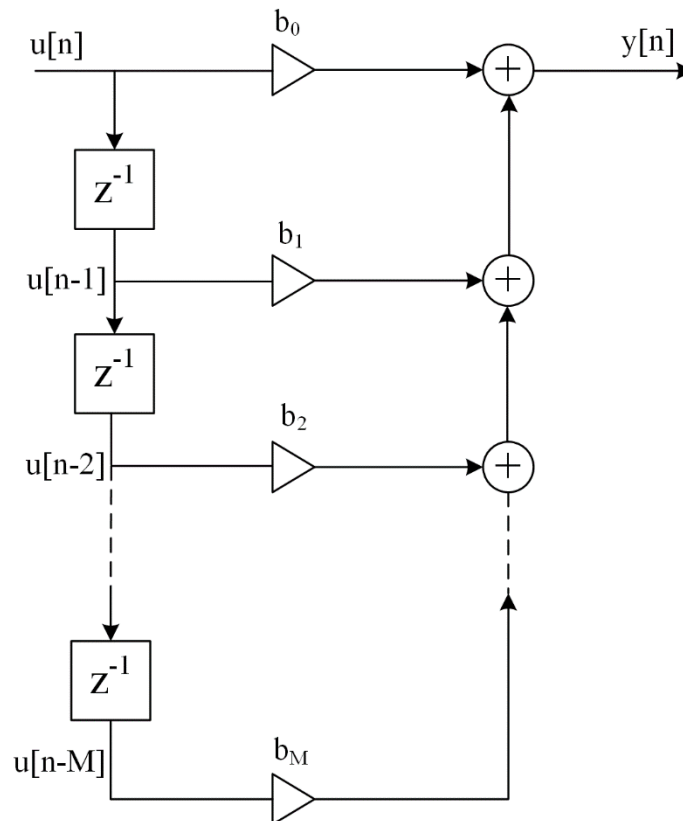 u[n] b₀ y[n]
+
z⁻¹
u[n-1] b₁
+
z⁻¹
u[n-2] b₂
+
z⁻¹
u[n-M] b_M